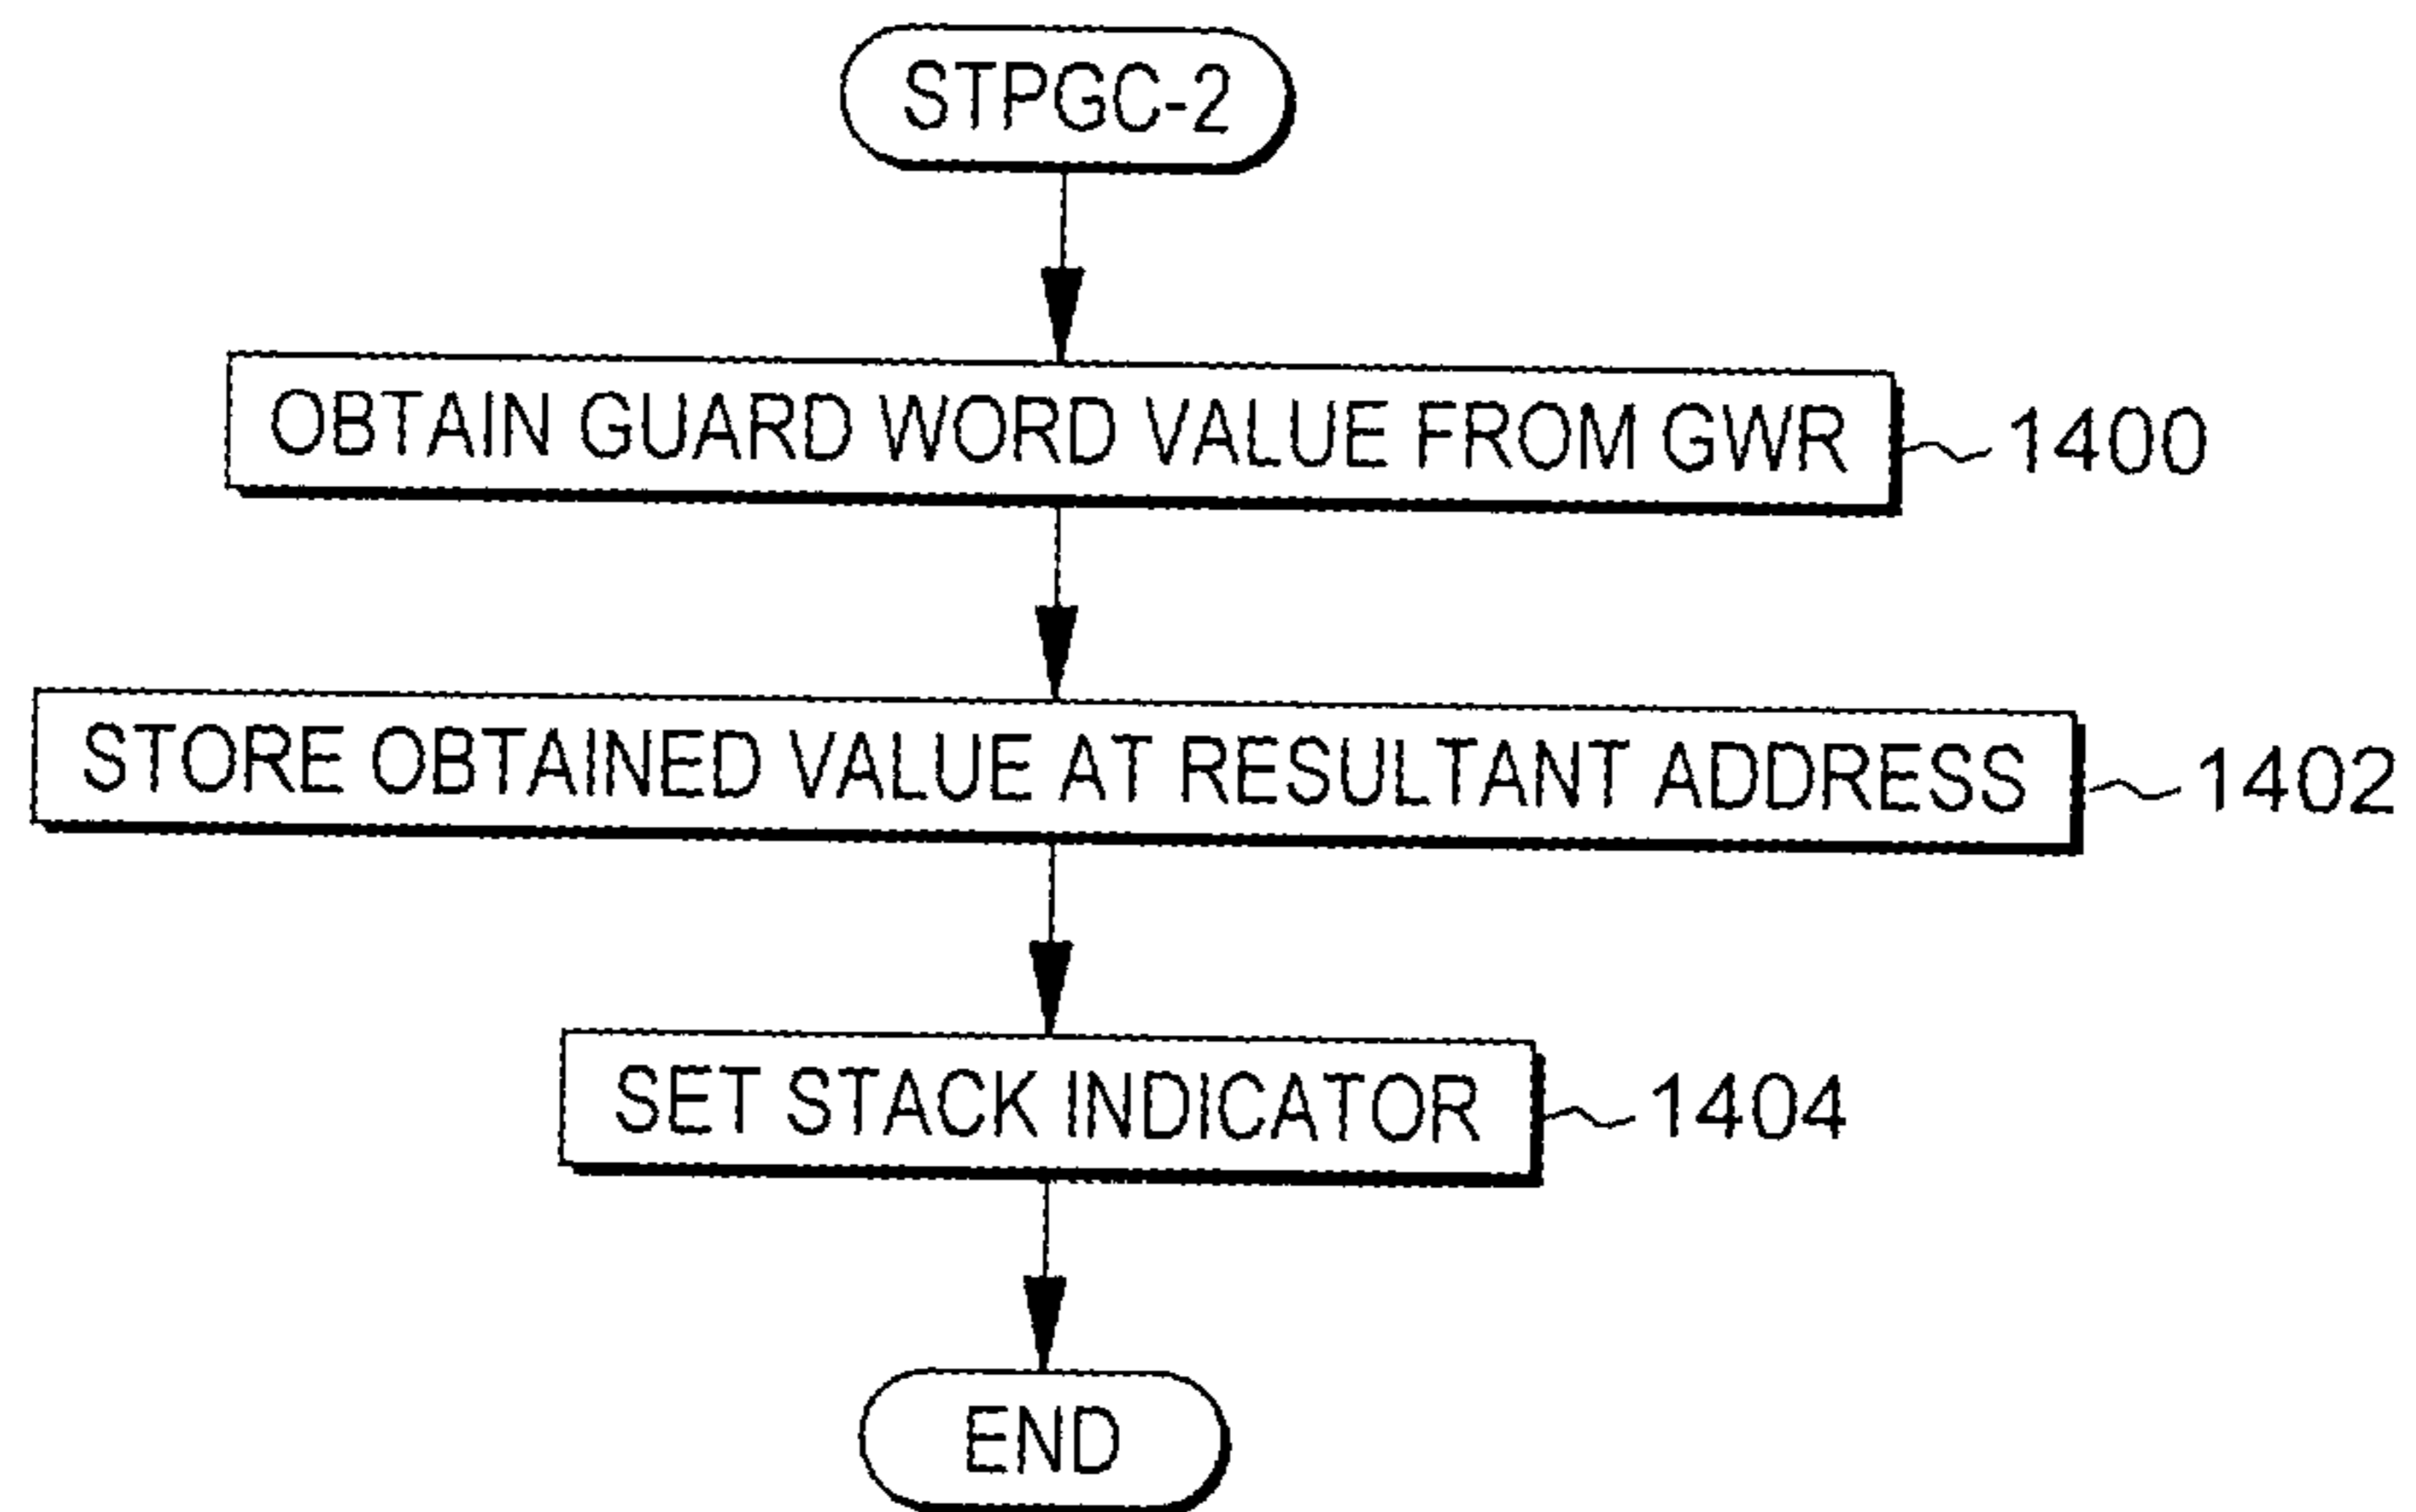 STPGC-2
OBTAIN GUARD WORD VALUE FROM GWR
1400
STORE OBTAINED VALUE AT RESULTANT ADDRESS
1402
SET STACK INDICATOR
1404
END